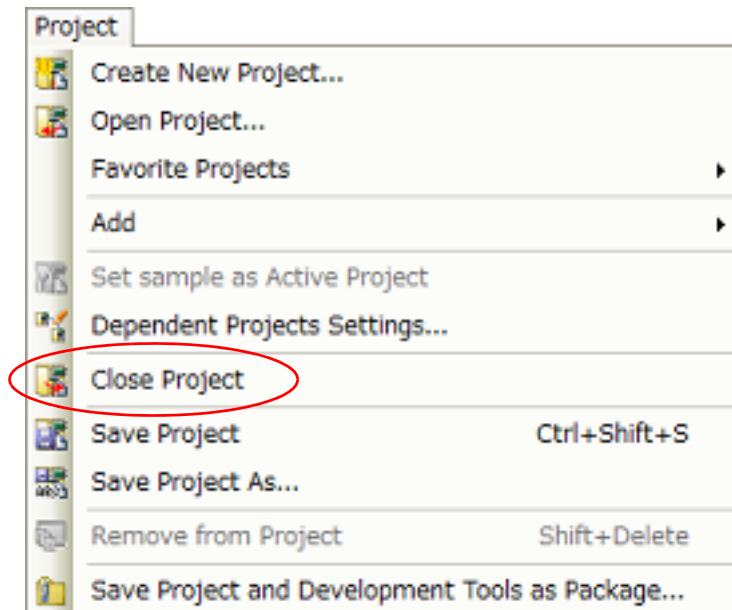 Project
Create New Project...
Open Project...
Favorite Projects
Add
Set sample as Active Project
Dependent Projects Settings...
Close Project
Save Project Ctrl+Shift+S
Save Project As...
Remove from Project Shift+Delete
Save Project and Development Tools as Package...